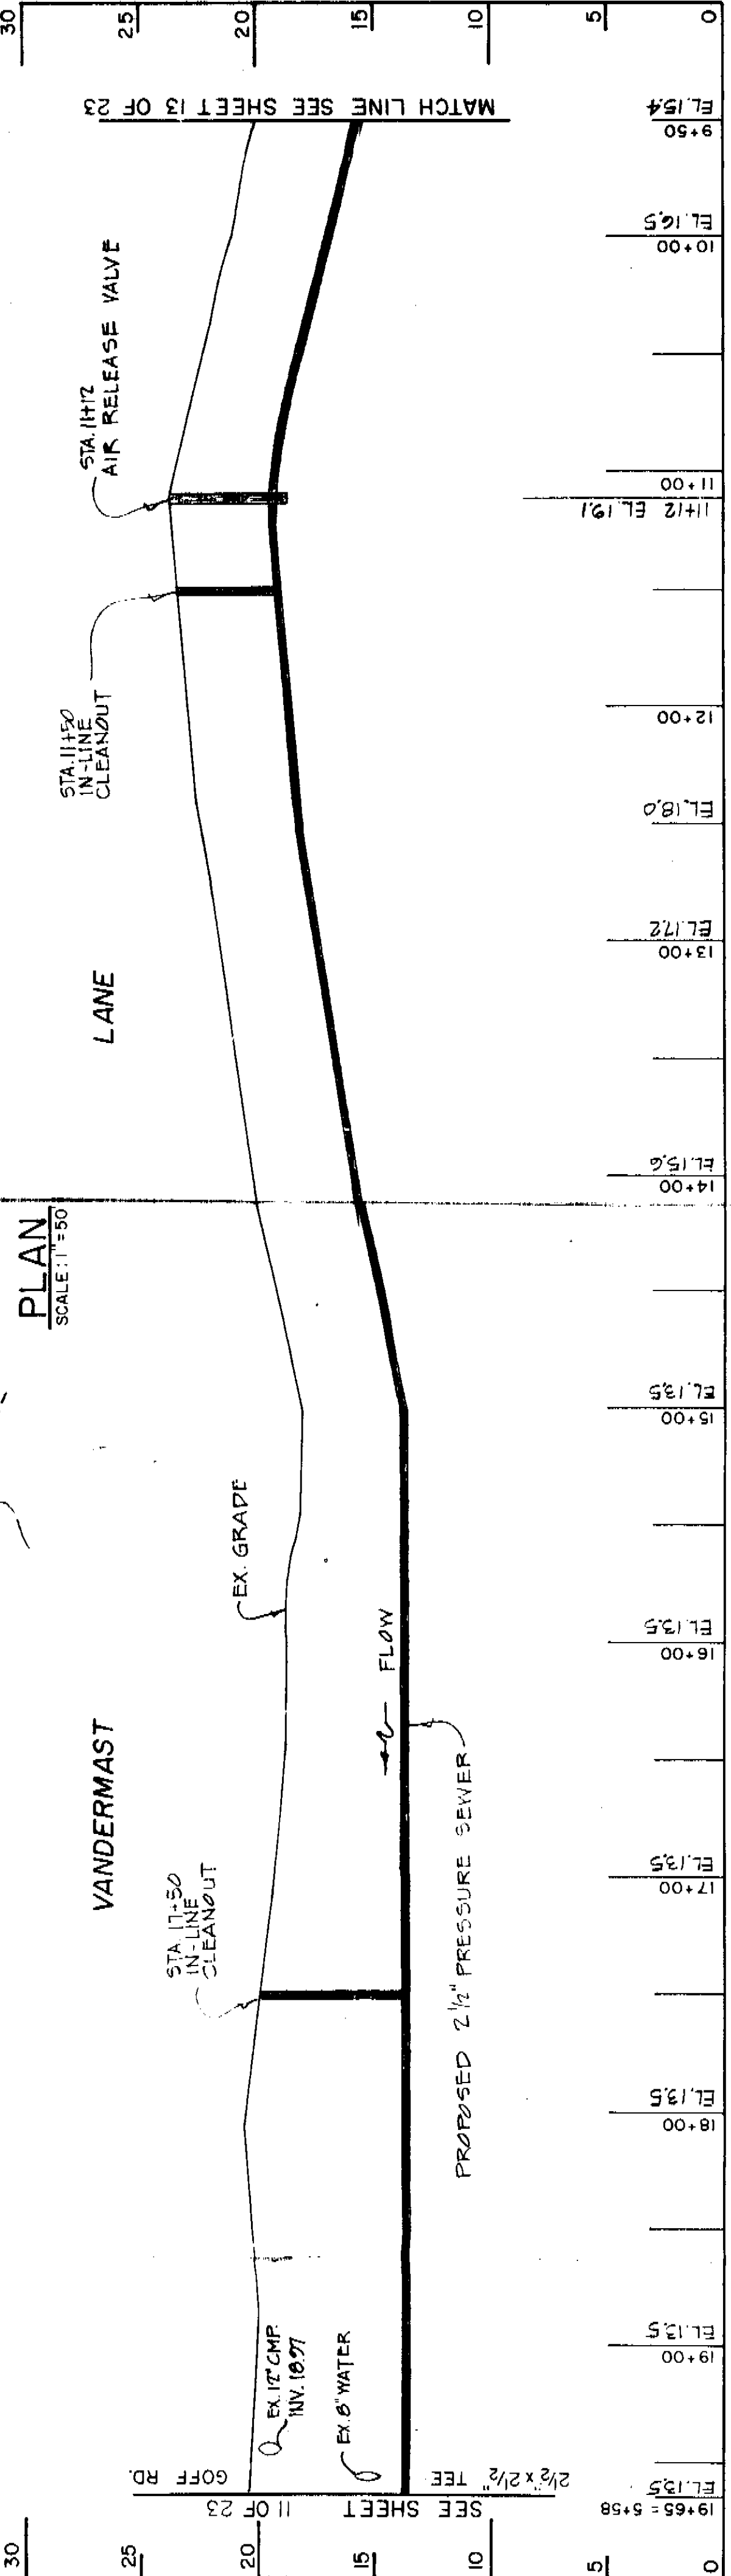 30
25
20
15
10
5
0
MATCH LINE SEE SHEET 13 OF 23
STA. 11+12
AIR RELEASE VALVE
STA. 11+50
IN-LINE
CLEANOUT
LANE
PLAN
SCALE: 1" = 50
EX. GRADE
FLOW
VANDERMAST
STA. 17+50
IN-LINE
CLEANOUT
PROPOSED 2 1/2" PRESSURE SEWER
EX. 12" CMP.
INV. 18.97
EX. 8" WATER
GOFF RD.
SEE SHEET 11 OF 23
2 1/2" x 2 1/2" TEE
EL. 15.4
9+50
EL. 16.5
10+00
11+00
11+12 EL. 19.1
12+00
EL. 18.0
EL. 17.2
13+00
EL. 15.6
14+00
EL. 13.5
15+00
EL. 13.5
16+00
EL. 13.5
17+00
EL. 13.5
18+00
EL. 13.5
19+00
EL. 13.5
19+65 = 5+58
30
25
20
15
10
5
0